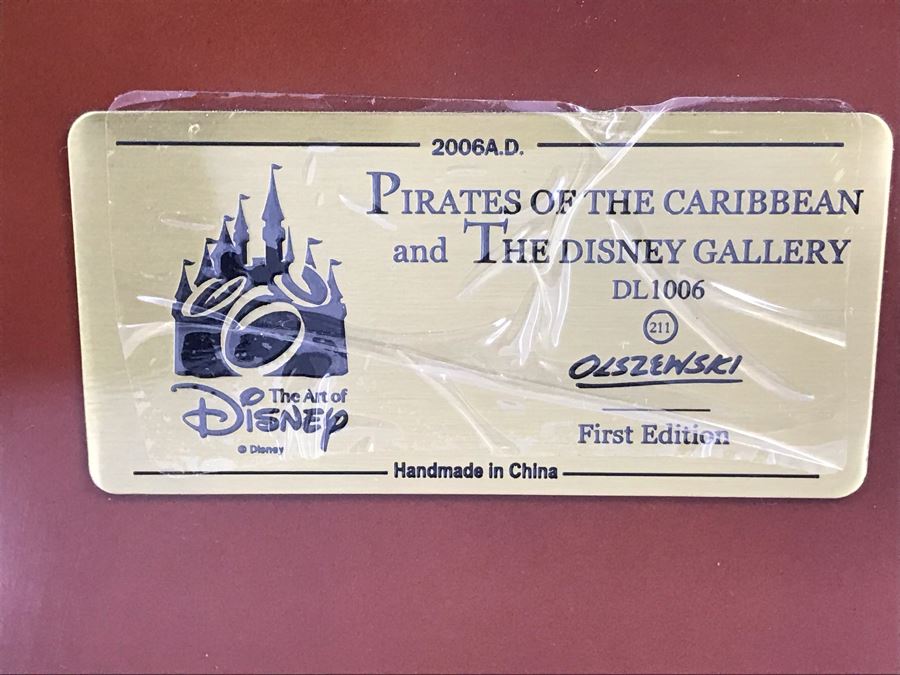 2006A.D.
PIRATES OF THE CARIBBEAN
and THE DISNEY GALLERY
DL1006
211
OLSZEWSKI
First Edition
The Art of
DISNEY
© Disney
Handmade in China